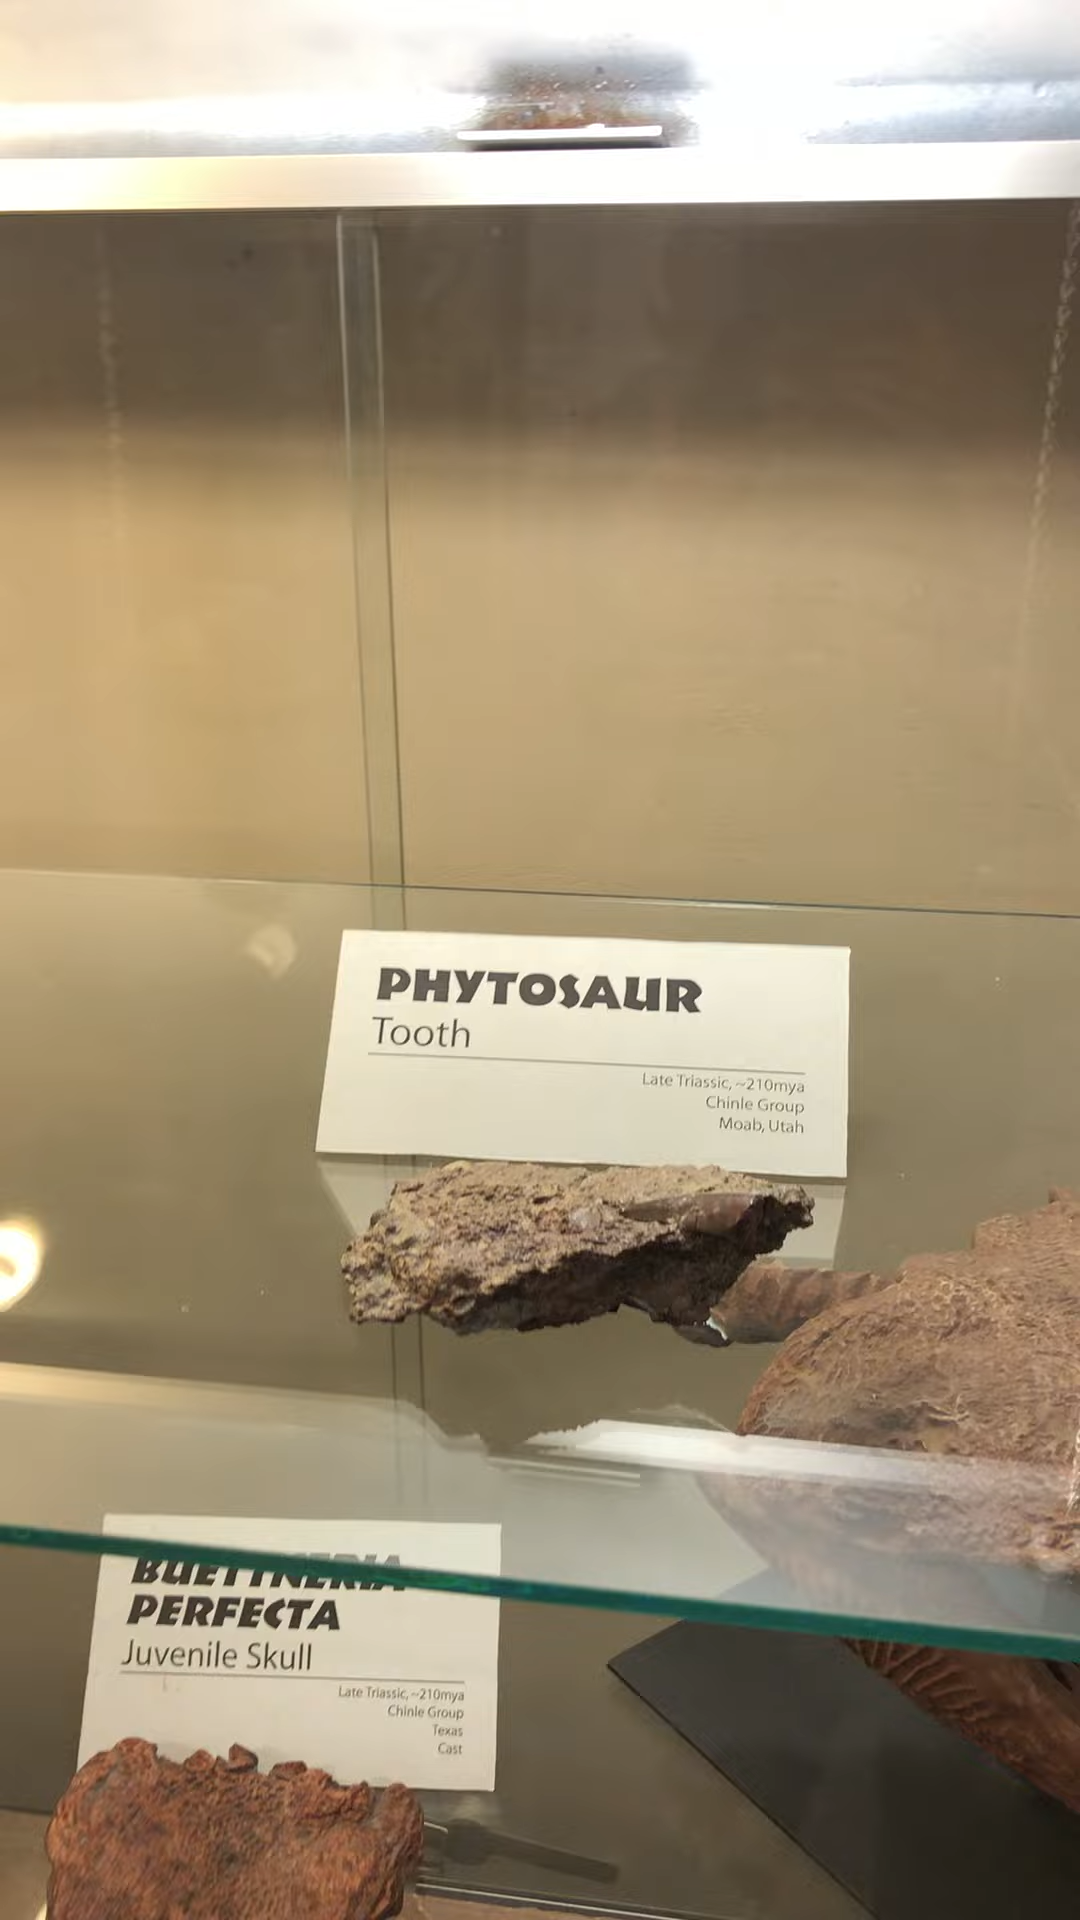 PHYTOSAUR
Tooth
Late Triassic, ~210mya
Chinle Group
Moab, Utah
BUETTNERIA
PERFECTA
Juvenile Skull
Late Triassic, ~210mya
Chinle Group
Texas
Cast